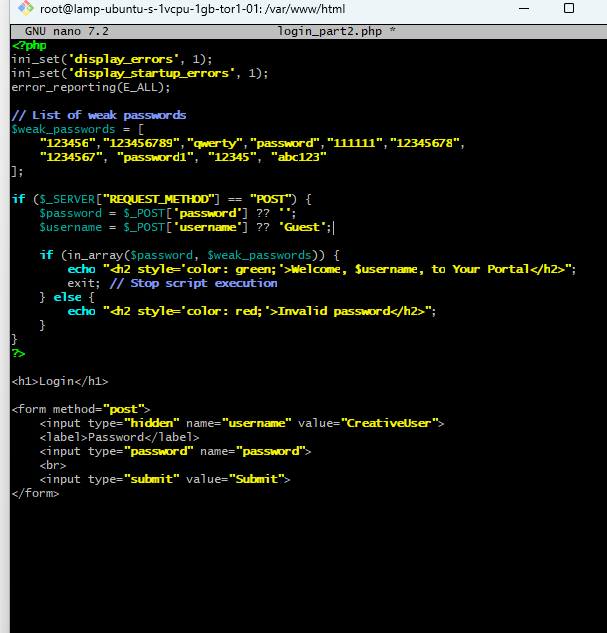 root@lamp-ubuntu-s-1vcpu-1gb-tor1-01: /var/www/html
GNU nano 7.2 login_part2.php *
<?php
ini_set('display_errors', 1);
ini_set('display_startup_errors', 1);
error_reporting(E_ALL);

// List of weak passwords
$weak_passwords = [
    "123456","123456789","qwerty","password","111111","12345678",
    "1234567", "password1", "12345", "abc123"
];

if ($_SERVER["REQUEST_METHOD"] == "POST") {
    $password = $_POST['password'] ?? '';
    $username = $_POST['username'] ?? 'Guest';

    if (in_array($password, $weak_passwords)) {
        echo "<h2 style='color: green;'>Welcome, $username, to Your Portal</h2>";
        exit; // Stop script execution
    } else {
        echo "<h2 style='color: red;'>Invalid password</h2>";
    }
}
?>

<h1>Login</h1>

<form method="post">
    <input type="hidden" name="username" value="CreativeUser">
    <label>Password</label>
    <input type="password" name="password">
    <br>
    <input type="submit" value="Submit">
</form>